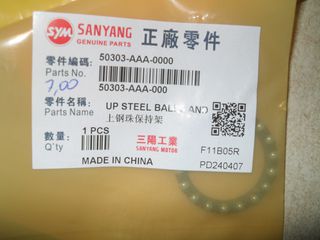 SYM SANYANG 正廠零件
GENUINE PARTS
零件編碼: 50303-AAA-0000
Parts No. 50303-AAA-000
7,00
零件名稱: UP STEEL BALL AND
Parts Name 上钢珠保持架
數量: 1 PCS 三陽工業 F11B05R
Q'ty SANYANG MOTOR
MADE IN CHINA PD240407